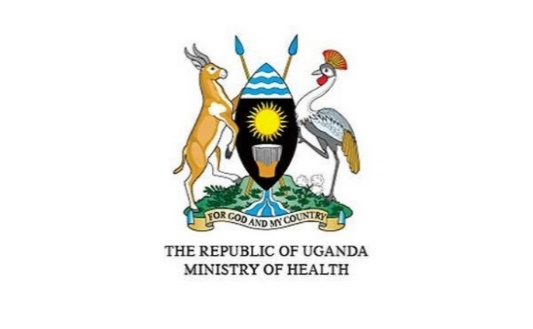 FOR GOD AND MY COUNTRY
THE REPUBLIC OF UGANDA
MINISTRY OF HEALTH